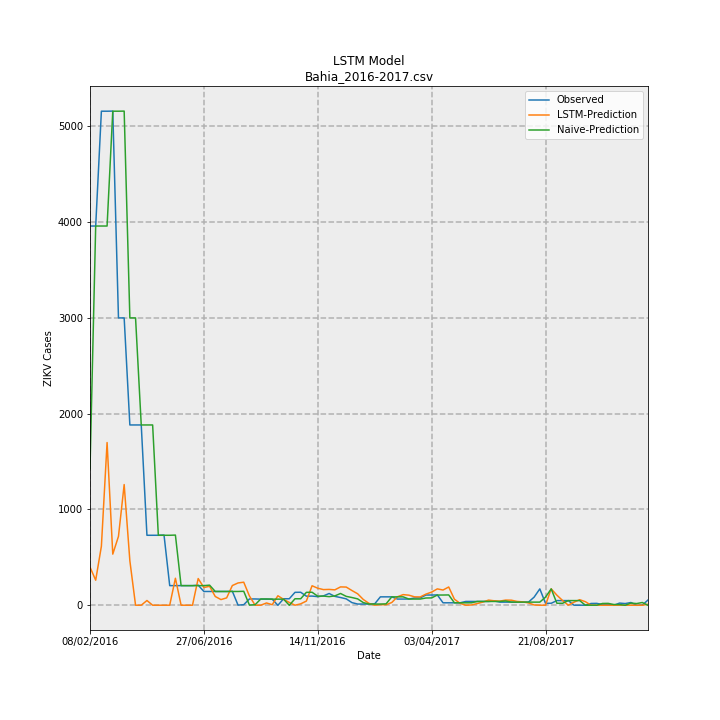 LSTM Model
Bahia_2016-2017.csv
Observed
LSTM-Prediction
Naive-Prediction
5000
4000
3000
2000
1000
0
ZIKV Cases
08/02/2016
27/06/2016
14/11/2016
03/04/2017
21/08/2017
Date